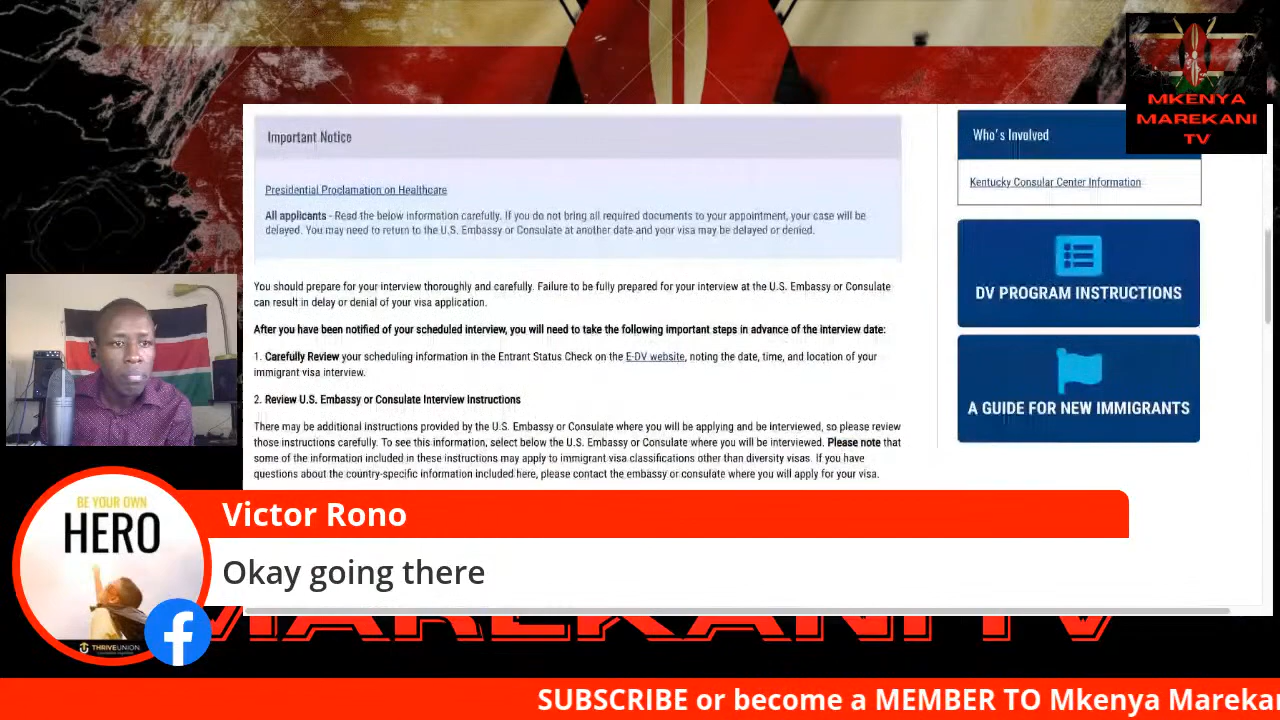 MKENYA
MAREKANI
TV
Important Notice
Presidential Proclamation on Healthcare
All applicants - Read the below information carefully. If you do not bring all required documents to your appointment, your case will be
delayed. You may need to return to the U.S. Embassy or Consulate at another date and your visa may be delayed or denied.
You should prepare for your interview thoroughly and carefully. Failure to be fully prepared for your interview at the U.S. Embassy or Consulate
can result in delay or denial of your visa application.
After you have been notified of your scheduled interview, you will need to take the following important steps in advance of the interview date:
1. Carefully Review your scheduling information in the Entrant Status Check on the E-DV website, noting the date, time, and location of your
immigrant visa interview.
2. Review U.S. Embassy or Consulate Interview Instructions
There may be additional instructions provided by the U.S. Embassy or Consulate where you will be applying and be interviewed, so please review
those instructions carefully. To see this information, select below the U.S. Embassy or Consulate where you will be interviewed. Please note that
some of the information included in these instructions may apply to immigrant visa classifications other than diversity visas. If you have
questions about the country-specific information included here, please contact the embassy or consulate where you will apply for your visa.
Who's Involved
Kentucky Consular Center Information
DV PROGRAM INSTRUCTIONS
A GUIDE FOR NEW IMMIGRANTS
BE YOUR OWN
HERO
THRIVEUNION
Victor Rono
Okay going there
MAREKANI TV
SUBSCRIBE or become a MEMBER TO Mkenya Mareka